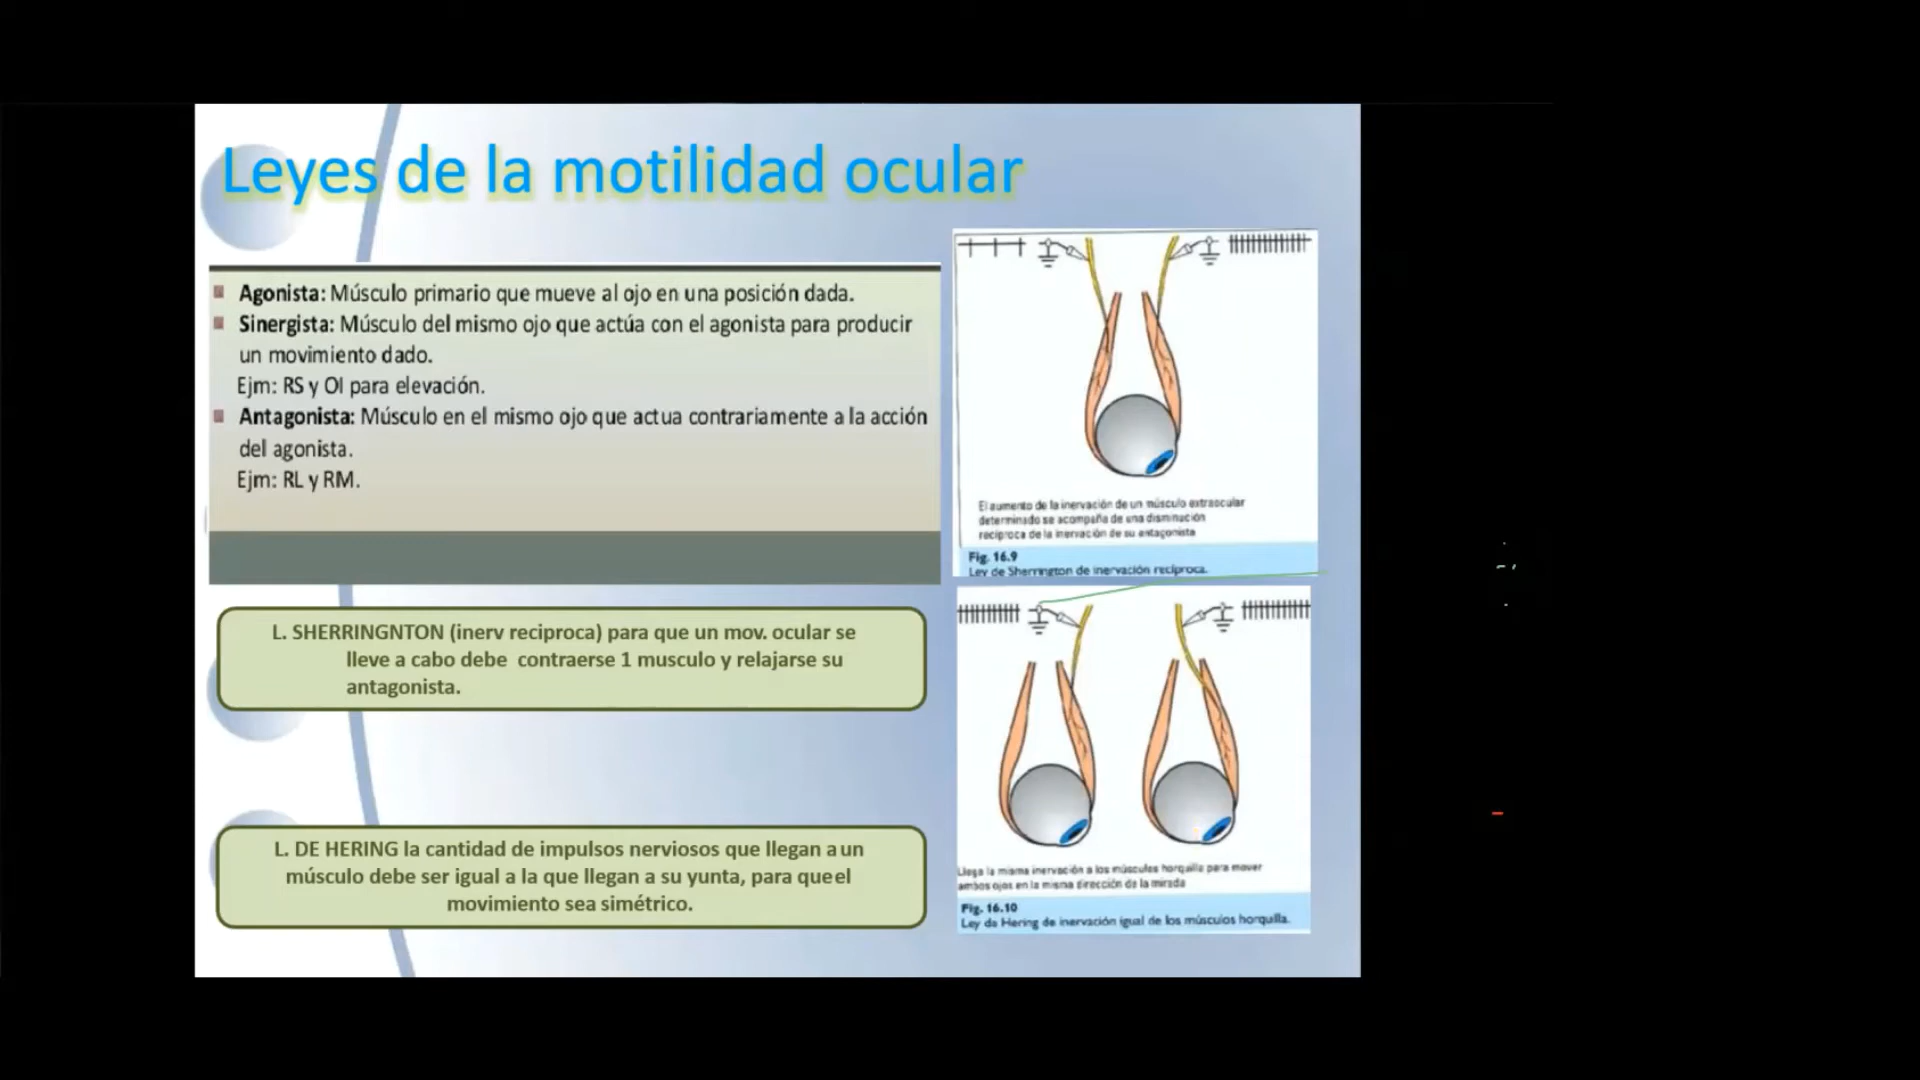 Leyes de la motilidad ocular
Agonista: Músculo primario que mueve al ojo en una posición dada.
Sinergista: Músculo del mismo ojo que actúa con el agonista para producir
un movimiento dado.
Ejm: RS y OI para elevación.
Antagonista: Músculo en el mismo ojo que actua contrariamente a la acción
del agonista.
Ejm: RL y RM.
L. SHERRINGNTON (inerv reciproca) para que un mov. ocular se
lleve a cabo debe contraerse 1 musculo y relajarse su
antagonista.
L. DE HERING la cantidad de impulsos nerviosos que llegan a un
músculo debe ser igual a la que llegan a su yunta, para que el
movimiento sea simétrico.
El aumento de la inervación de un músculo extraocular
determinado se acompaña de una disminución
recíproca de la inervación de su antagonista
Fig. 16.9
Ley de Sherrington de inervación recíproca.
Llega la misma inervación a los músculos horquilla para mover
ambos ojos en la misma dirección de la mirada
Fig. 16.10
Ley de Hering de inervación igual de los músculos horquilla.